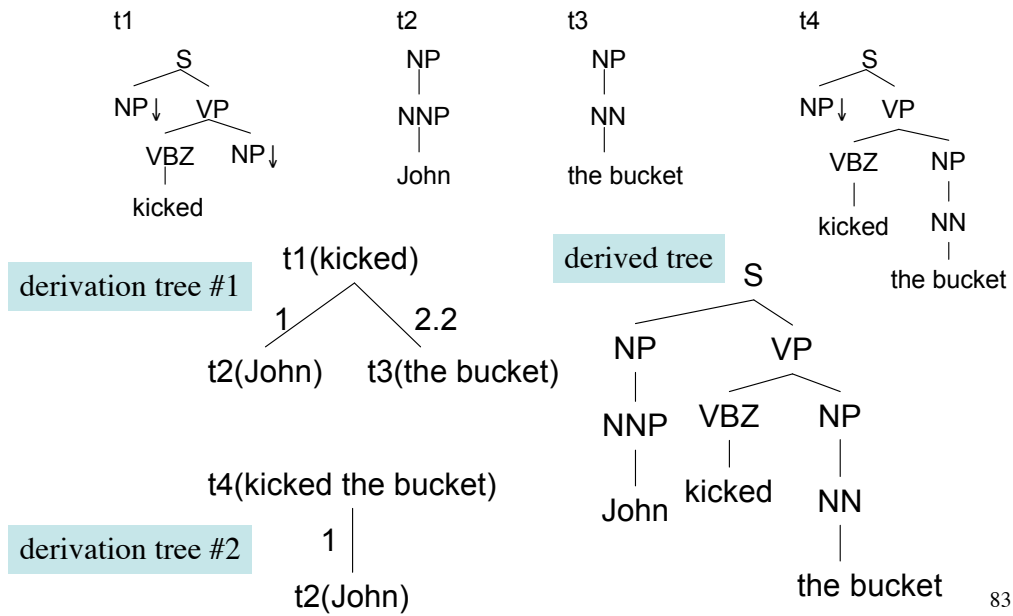 t1 t2 t3 t4
S
NP↓ VP
VBZ NP↓
kicked
NP
NNP
John
NP
NN
the bucket
S
NP↓ VP
VBZ NP
kicked NN
the bucket
derivation tree #1
t1(kicked)
1 2.2
t2(John) t3(the bucket)
derivation tree #2
t4(kicked the bucket)
1
t2(John)
derived tree
S
NP VP
NNP VBZ NP
John kicked NN
the bucket
83